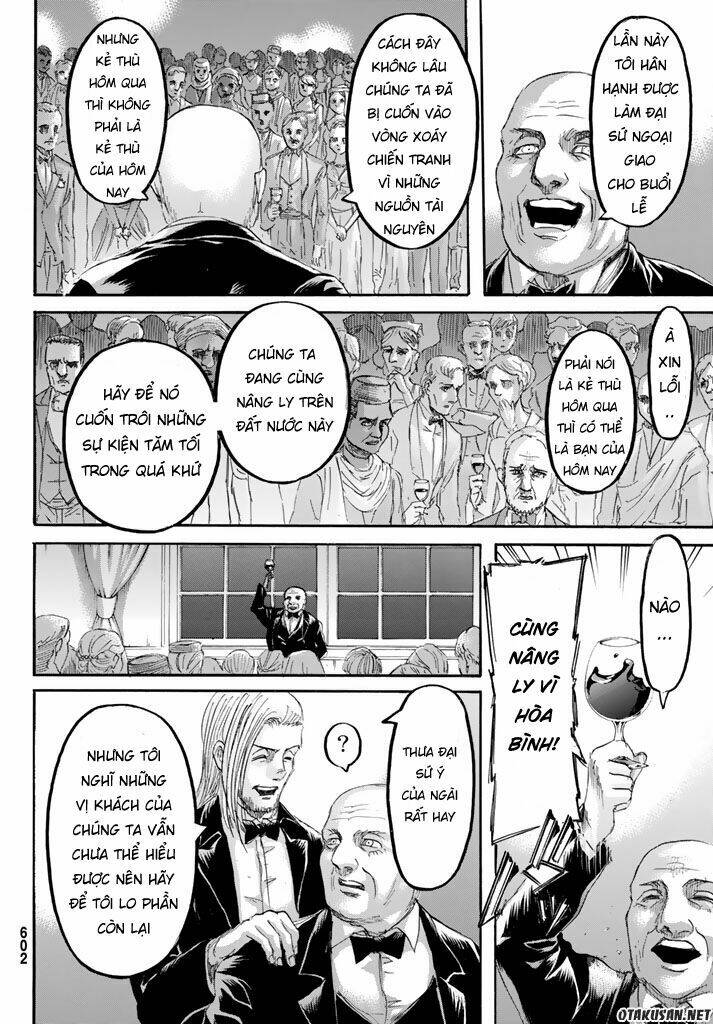 LẦN NÀY
TÔI HÂN
HẠNH ĐƯỢC
LÀM ĐẠI
SỨ NGOẠI
GIAO
CHO BUỔI
LỄ
CÁCH ĐÂY
KHÔNG LÂU
CHÚNG TA ĐÃ
BỊ CUỐN VÀO
VÒNG XOÁY
CHIẾN TRANH
VÌ NHỮNG
NGUỒN TÀI
NGUYÊN
NHƯNG
KẺ THÙ
HÔM QUA
THÌ KHÔNG
PHẢI LÀ
KẺ THÙ
CỦA HÔM
NAY
À
XIN
LỖI
..
PHẢI NÓI
LÀ KẺ THÙ
HÔM QUA
THÌ CÓ THỂ
LÀ BẠN CỦA
HÔM NAY
CHÚNG TA
ĐANG CÙNG
NÂNG LY TRÊN
ĐẤT NƯỚC NÀY
HÃY ĐỂ NÓ
CUỐN TRÔI NHỮNG
SỰ KIỆN TĂM TỐI
TRONG QUÁ KHỨ
NÀO
...
CÙNG
NÂNG
LY VÌ
HÒA
BÌNH!
THƯA ĐẠI
SỨ Ý
CỦA NGÀI
RẤT HAY
?
NHƯNG TÔI
NGHĨ NHỮNG
VỊ KHÁCH CỦA
CHÚNG TA VẪN
CHƯA THỂ HIỂU
ĐƯỢC NÊN HÃY
ĐỂ TÔI LO PHẦN
CÒN LẠI
602
OTAKUSAN.NET